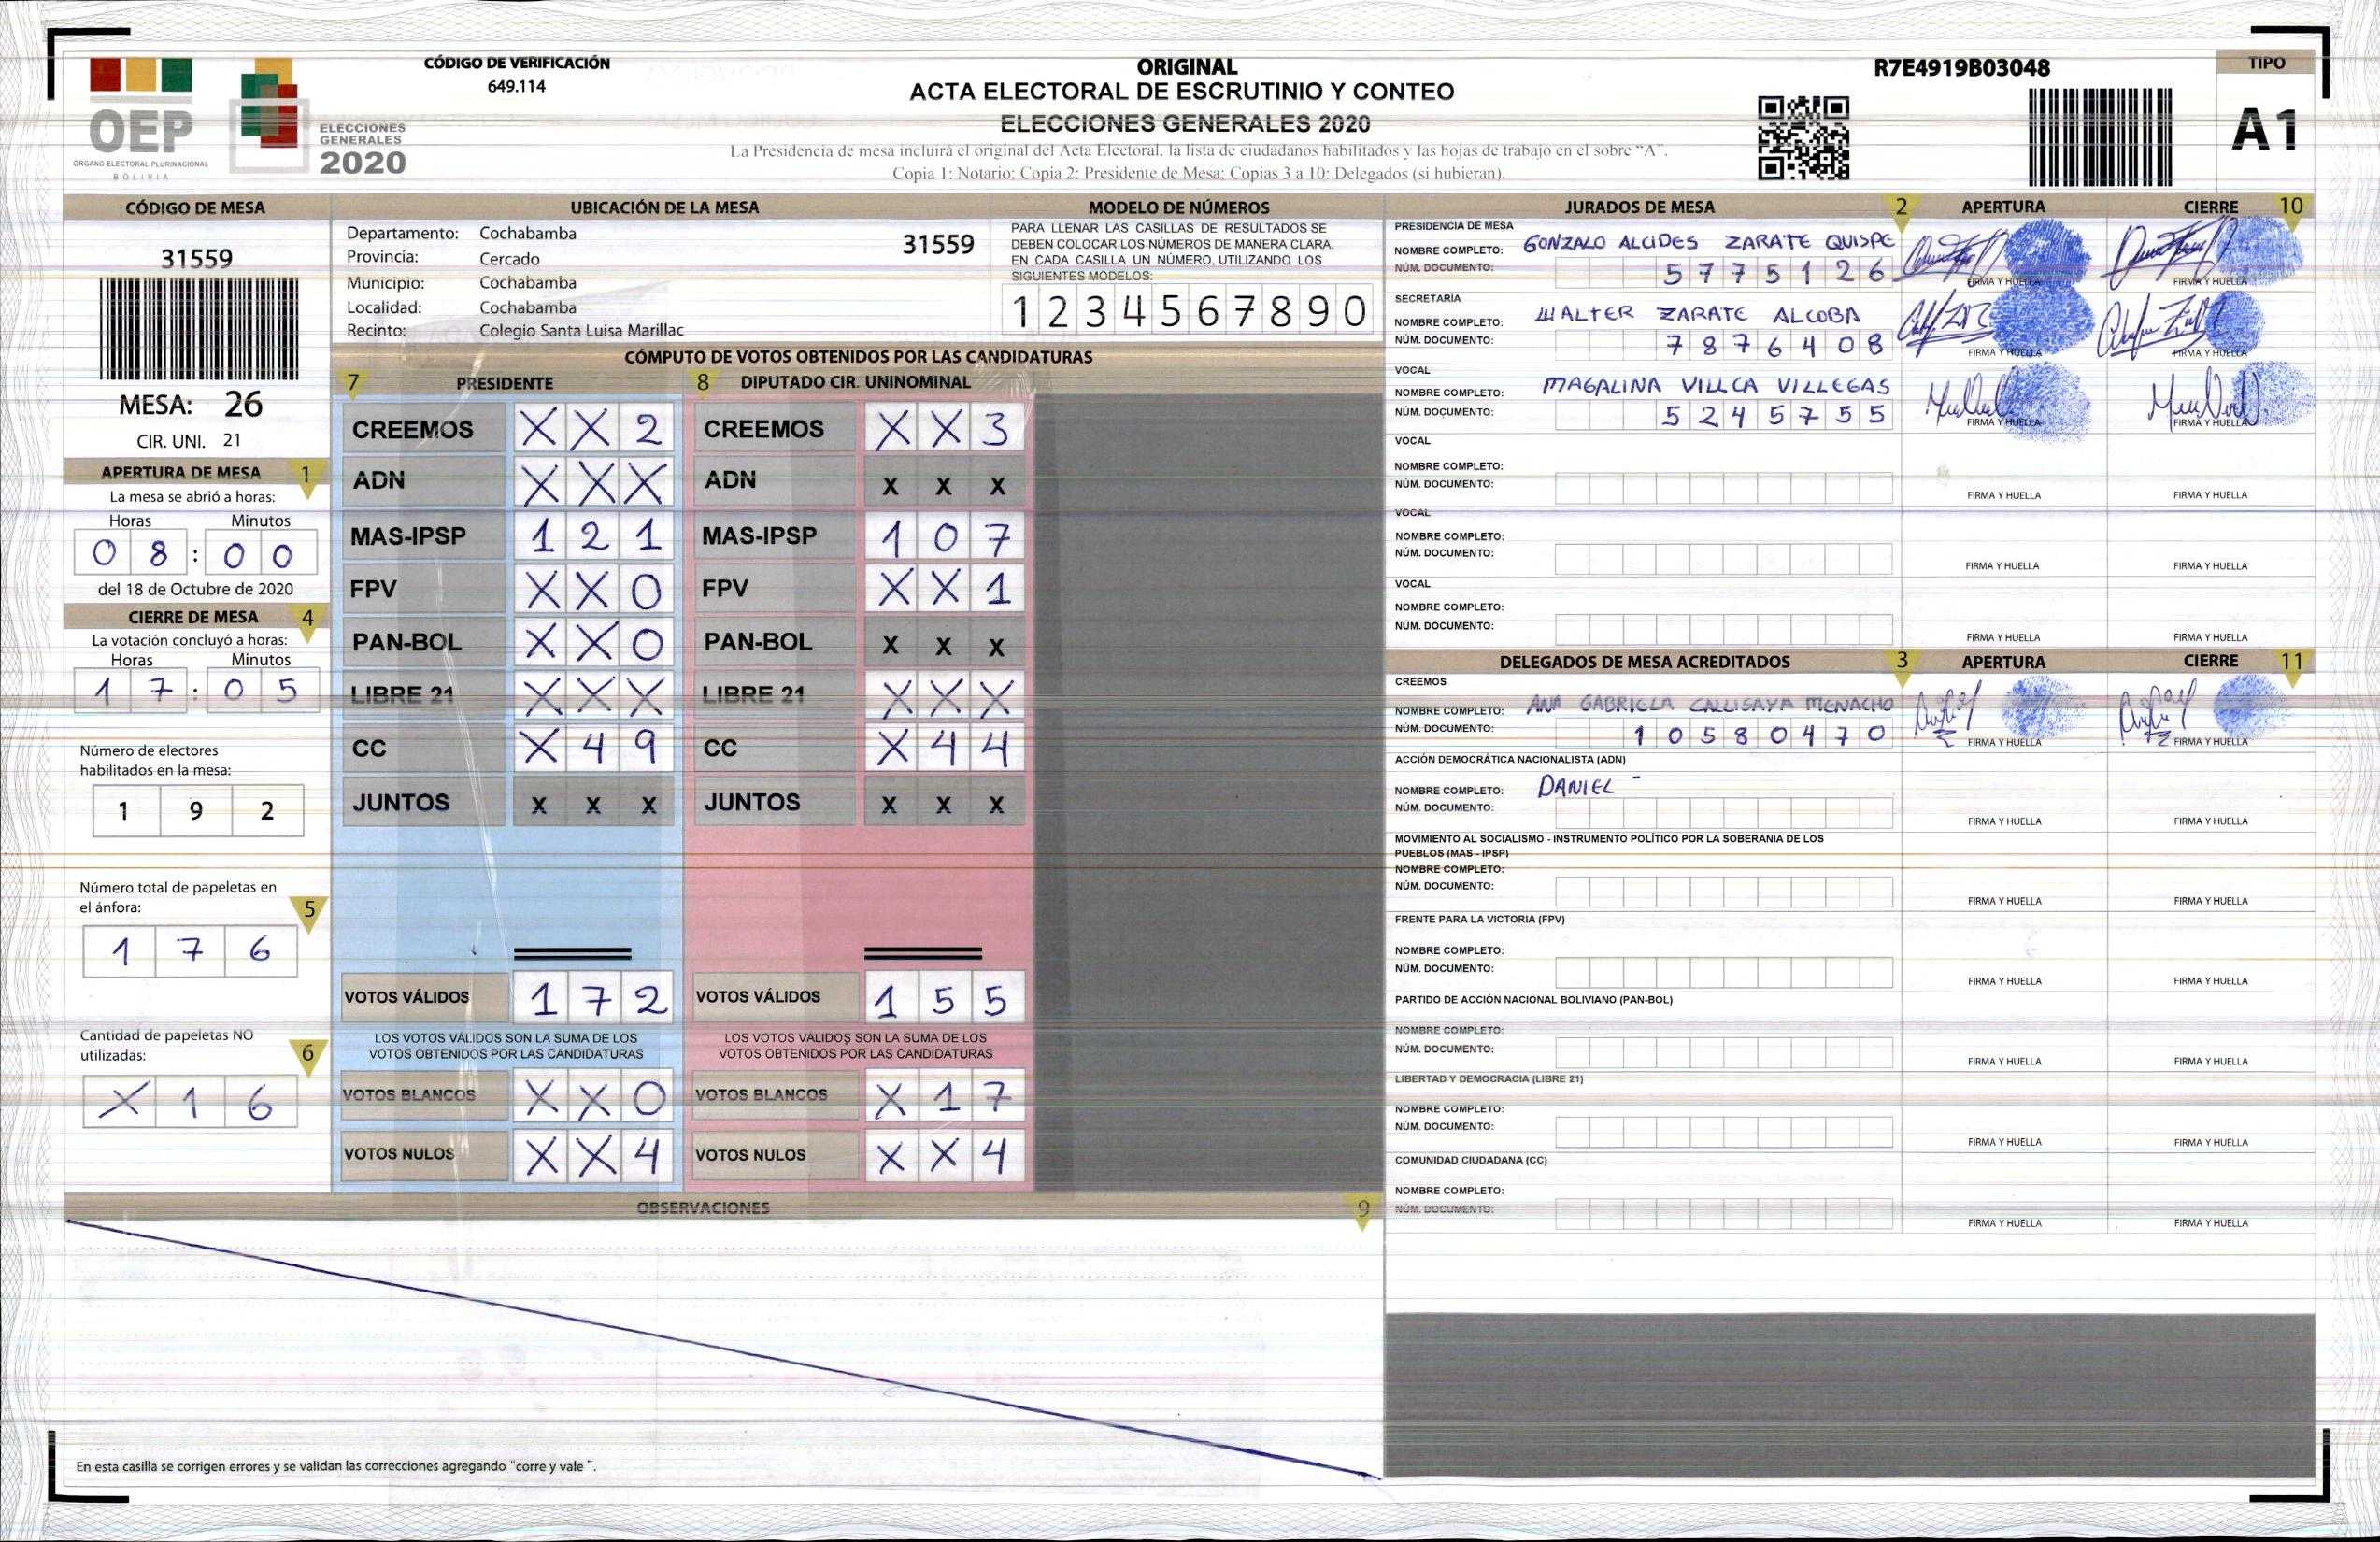 CÓDIGO DE VERIFICACIÓN
649.114
ORIGINAL
ACTA ELECTORAL DE ESCRUTINIO Y CONTEO
ELECCIONES GENERALES 2020
La Presidencia de mesa incluirá el original del Acta Electoral, la lista de ciudadanos habilitados y las hojas de trabajo en el sobre "A".
Copia 1: Notario; Copia 2: Presidente de Mesa; Copias 3 a 10: Delegados (si hubieran).
R7E4919B03048
TIPO
A1
OEP
ÓRGANO ELECTORAL PLURINACIONAL
BOLIVIA
ELECCIONES
GENERALES
2020
CÓDIGO DE MESA
31559
MESA: 26
CIR. UNI. 21
APERTURA DE MESA 1
La mesa se abrió a horas:
Horas Minutos
0 8 : 0 0
del 18 de Octubre de 2020
CIERRE DE MESA 4
La votación concluyó a horas:
Horas Minutos
1 7 : 0 5
Número de electores
habilitados en la mesa:
1 9 2
Número total de papeletas en
el ánfora: 5
1 7 6
Cantidad de papeletas NO
utilizadas: 6
X 1 6
UBICACIÓN DE LA MESA
Departamento: Cochabamba
31559
Provincia: Cercado
Municipio: Cochabamba
Localidad: Cochabamba
Recinto: Colegio Santa Luisa Marillac
MODELO DE NÚMEROS
PARA LLENAR LAS CASILLAS DE RESULTADOS SE
DEBEN COLOCAR LOS NÚMEROS DE MANERA CLARA.
EN CADA CASILLA UN NÚMERO, UTILIZANDO LOS
SIGUIENTES MODELOS:
1 2 3 4 5 6 7 8 9 0
CÓMPUTO DE VOTOS OBTENIDOS POR LAS CANDIDATURAS
7 PRESIDENTE
CREEMOS X X 2
ADN X X X
MAS-IPSP 1 2 1
FPV X X 0
PAN-BOL X X 0
LIBRE 21 X X X
CC X 4 9
JUNTOS X X X
VOTOS VÁLIDOS 1 7 2
LOS VOTOS VÁLIDOS SON LA SUMA DE LOS
VOTOS OBTENIDOS POR LAS CANDIDATURAS
VOTOS BLANCOS X X 0
VOTOS NULOS X X 4
8 DIPUTADO CIR. UNINOMINAL
CREEMOS X X 3
ADN X X X
MAS-IPSP 1 0 7
FPV X X 1
PAN-BOL X X X
LIBRE 21 X X X
CC X 4 4
JUNTOS X X X
VOTOS VÁLIDOS 1 5 5
LOS VOTOS VÁLIDOS SON LA SUMA DE LOS
VOTOS OBTENIDOS POR LAS CANDIDATURAS
VOTOS BLANCOS X 1 7
VOTOS NULOS X X 4
OBSERVACIONES 9
En esta casilla se corrigen errores y se validan las correcciones agregando "corre y vale ".
JURADOS DE MESA 2 APERTURA CIERRE 10
PRESIDENCIA DE MESA
NOMBRE COMPLETO: GONZALO ALCIDES ZARATE QUISPE
NÚM. DOCUMENTO: 5 7 7 5 1 2 6
FIRMA Y HUELLA FIRMA Y HUELLA
SECRETARÍA
NOMBRE COMPLETO: WALTER ZARATE ALCOBA
NÚM. DOCUMENTO: 7 8 7 6 4 0 8
FIRMA Y HUELLA FIRMA Y HUELLA
VOCAL
NOMBRE COMPLETO: MAGALINA VILLCA VILLEGAS
NÚM. DOCUMENTO: 5 2 4 5 7 5 5
FIRMA Y HUELLA FIRMA Y HUELLA
VOCAL
NOMBRE COMPLETO:
NÚM. DOCUMENTO:
FIRMA Y HUELLA FIRMA Y HUELLA
VOCAL
NOMBRE COMPLETO:
NÚM. DOCUMENTO:
FIRMA Y HUELLA FIRMA Y HUELLA
VOCAL
NOMBRE COMPLETO:
NÚM. DOCUMENTO:
FIRMA Y HUELLA FIRMA Y HUELLA
DELEGADOS DE MESA ACREDITADOS 3 APERTURA CIERRE 11
CREEMOS
NOMBRE COMPLETO: ANA GABRIELA CALLISAYA MENACHO
NÚM. DOCUMENTO: 1 0 5 8 0 4 7 0
FIRMA Y HUELLA FIRMA Y HUELLA
ACCIÓN DEMOCRÁTICA NACIONALISTA (ADN)
NOMBRE COMPLETO: DANIEL -
NÚM. DOCUMENTO:
FIRMA Y HUELLA FIRMA Y HUELLA
MOVIMIENTO AL SOCIALISMO - INSTRUMENTO POLÍTICO POR LA SOBERANIA DE LOS
PUEBLOS (MAS - IPSP)
NOMBRE COMPLETO:
NÚM. DOCUMENTO:
FIRMA Y HUELLA FIRMA Y HUELLA
FRENTE PARA LA VICTORIA (FPV)
NOMBRE COMPLETO:
NÚM. DOCUMENTO:
FIRMA Y HUELLA FIRMA Y HUELLA
PARTIDO DE ACCIÓN NACIONAL BOLIVIANO (PAN-BOL)
NOMBRE COMPLETO:
NÚM. DOCUMENTO:
FIRMA Y HUELLA FIRMA Y HUELLA
LIBERTAD Y DEMOCRACIA (LIBRE 21)
NOMBRE COMPLETO:
NÚM. DOCUMENTO:
FIRMA Y HUELLA FIRMA Y HUELLA
COMUNIDAD CIUDADANA (CC)
NOMBRE COMPLETO:
NÚM. DOCUMENTO:
FIRMA Y HUELLA FIRMA Y HUELLA